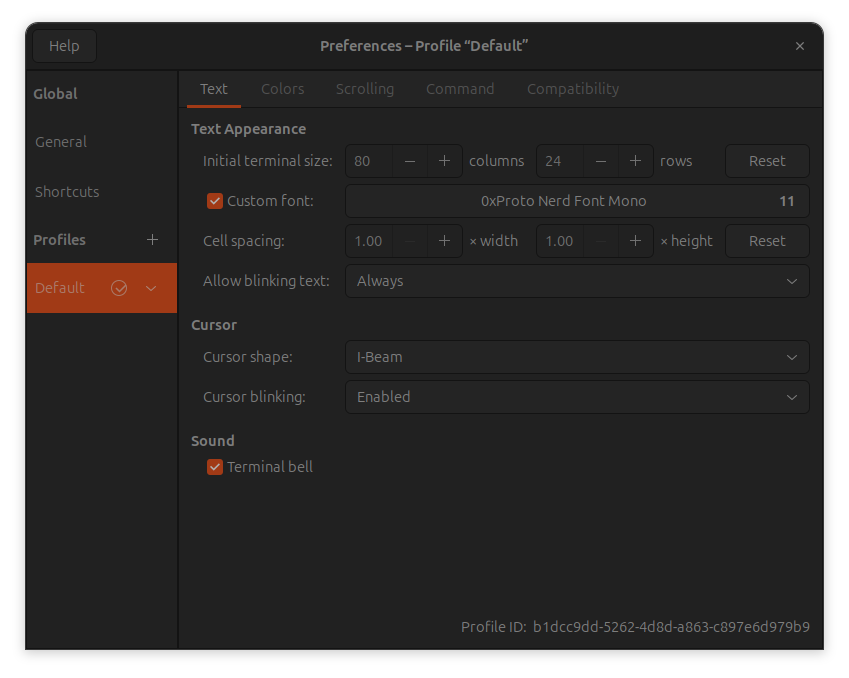 Help
Preferences – Profile “Default”
Global
General
Shortcuts
Profiles
Default
Text Colors Scrolling Command Compatibility
Text Appearance
Initial terminal size: 80 columns 24 rows Reset
Custom font: 0xProto Nerd Font Mono 11
Cell spacing: 1.00 × width 1.00 × height Reset
Allow blinking text: Always
Cursor
Cursor shape: I-Beam
Cursor blinking: Enabled
Sound
Terminal bell
Profile ID: b1dcc9dd-5262-4d8d-a863-c897e6d979b9